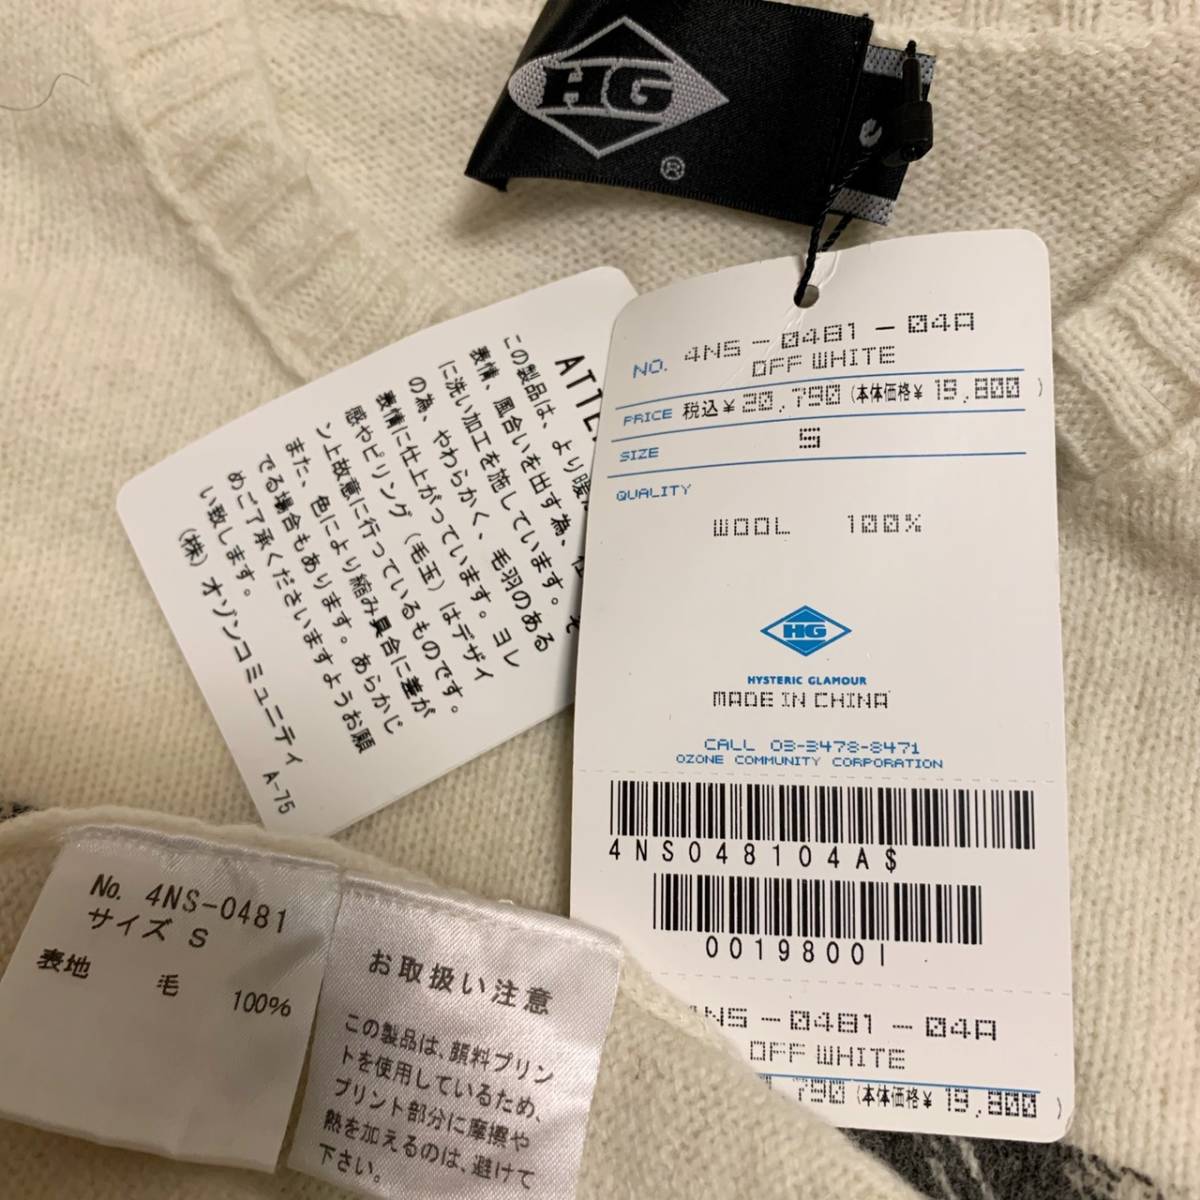 HG
®
NO. 4NS-0481-04A
OFF WHITE
PRICE 税込¥20,790(本体価格¥19,800)
SIZE S
QUALITY
WOOL 100%
HG
HYSTERIC GLAMOUR
MADE IN CHINA
CALL 03-3478-8471
OZONE COMMUNITY CORPORATION
4NS048104A$
0019800I
4NS-0481-04A
OFF WHITE
,790(本体価格¥19,800)
この製品は、より暖
表情、風合いを出す為、
に洗い加工を施しています。そ
の為、やわらかく、毛羽のある
表情に仕上がっています。ヨレ
感やピリング（毛玉）はデザイ
ン上故意に行っているものです。
また、色により縮み具合に差が
でる場合もあります。あらかじ
めご了承くださいますようお願
い致します。
(株)オゾンコミュニティ
A-75
No. 4NS-0481
サイズ S
表地 毛 100%
お取扱い注意
この製品は、顔料プリン
トを使用しているため、
プリント部分に摩擦や
熱を加えるのは、避けて
下さい。